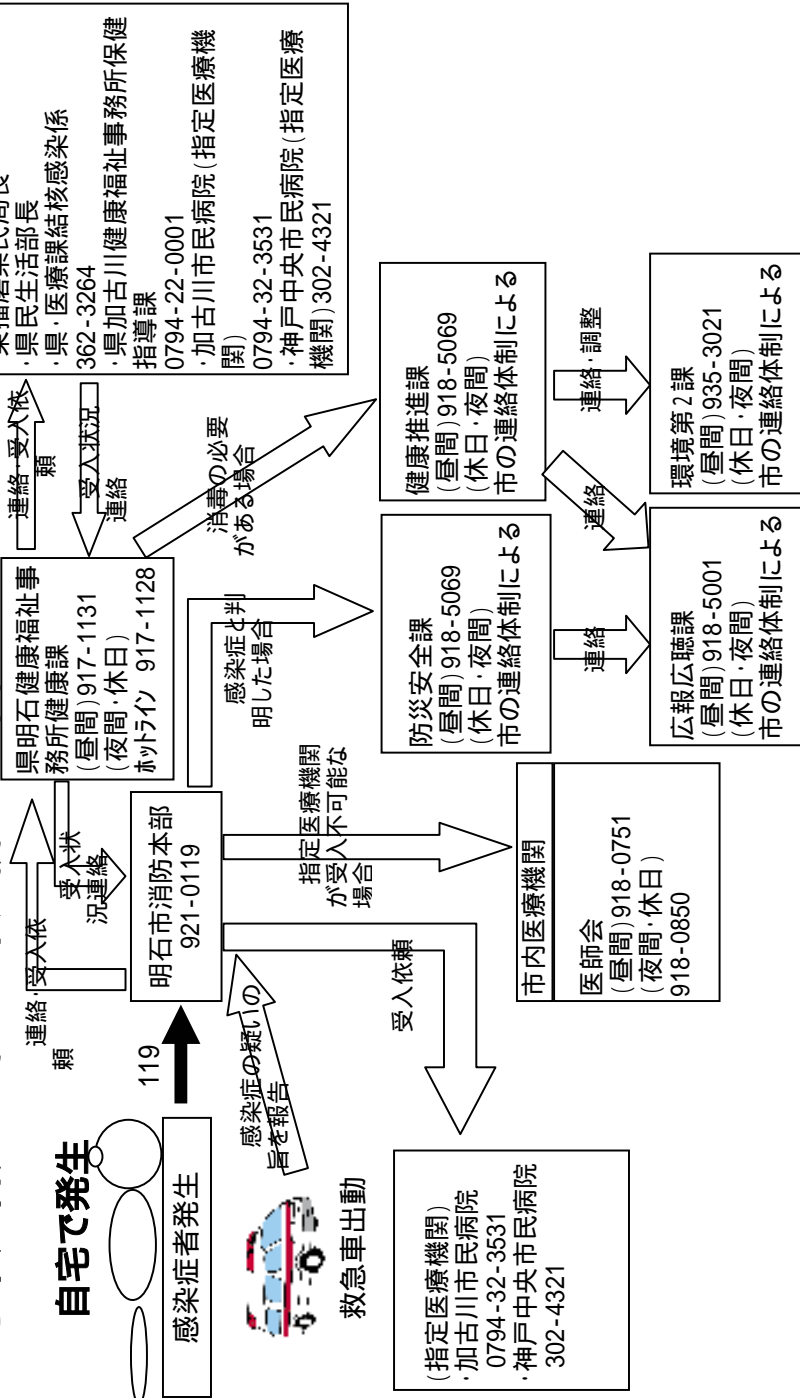 自宅で発生
感染症者発生
119
救急車出動
感染症の疑いの
旨を報告
明石市消防本部
921-0119
連絡・受入依
頼
受入状
況連絡
県明石健康福祉事
務所健康課
(昼間)917-1131
(夜間・休日)
ホットライン 917-1128
連絡・受入依
頼
受入状況
連絡
・県民生活部長
・県・医療課結核感染係
362-3264
・県加古川健康福祉事務所保健
指導課
0794-22-0001
・加古川市民病院(指定医療機
関)
0794-32-3531
・神戸中央市民病院(指定医療
機関)302-4321
受入依頼
(指定医療機関)
・加古川市民病院
0794-32-3531
・神戸中央市民病院
302-4321
指定医療機関
が受入不可能な
場合
市内医療機関
医師会
(昼間)918-0751
(夜間・休日)
918-0850
感染症と判
明した場合
防災安全課
(昼間)918-5069
(休日・夜間)
市の連絡体制による
消毒の必要
がある場合
健康推進課
(昼間)918-5069
(休日・夜間)
市の連絡体制による
連絡
連絡
連絡・調整
広報広聴課
(昼間)918-5001
(休日・夜間)
市の連絡体制による
環境第2課
(昼間)935-3021
(休日・夜間)
市の連絡体制による